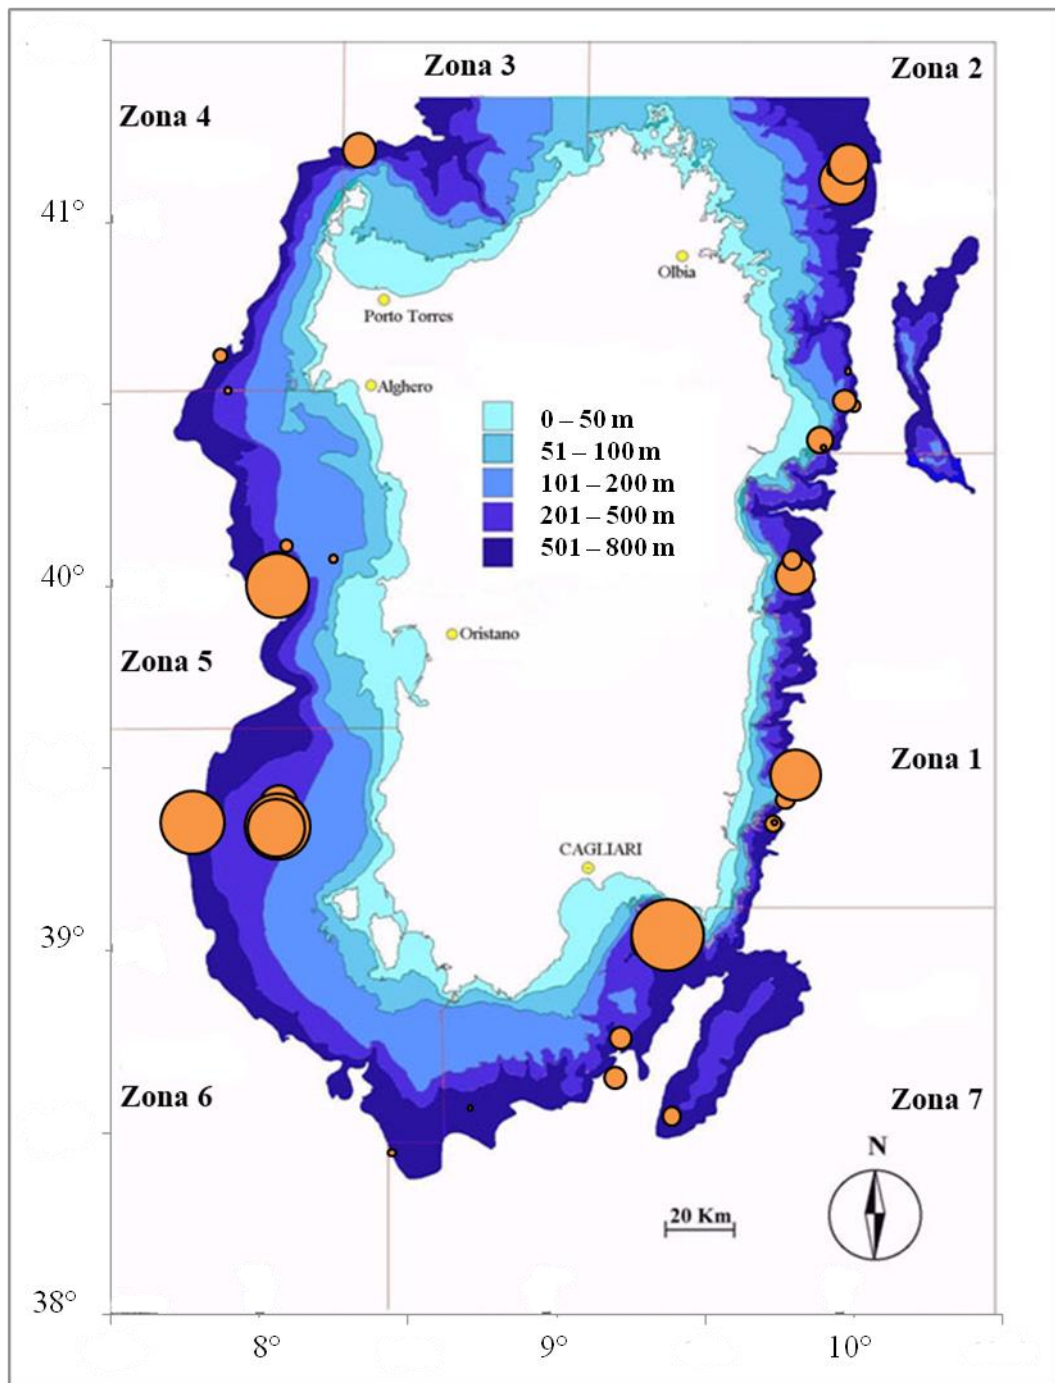 Zona 3
Zona 2
Zona 4
41°
Olbia
Porto Torres
Alghero
0 – 50 m
51 – 100 m
101 – 200 m
201 – 500 m
501 – 800 m
40°
Oristano
Zona 5
Zona 1
CAGLIARI
39°
Zona 6
Zona 7
N
20 Km
38°
8°
9°
10°